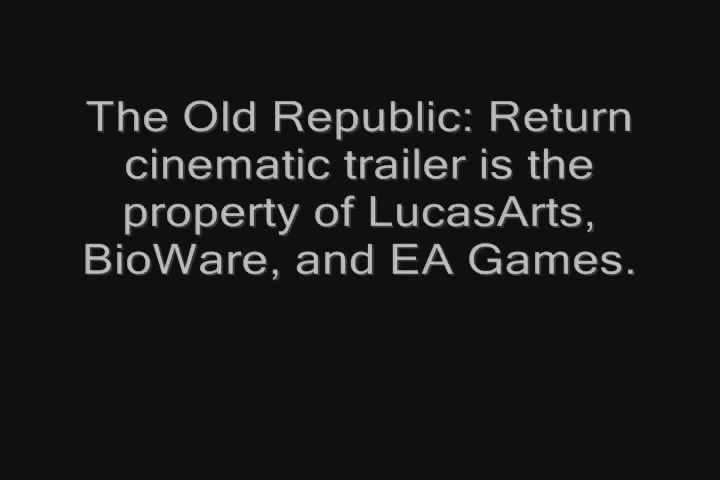 The Old Republic: Return
cinematic trailer is the
property of LucasArts,
BioWare, and EA Games.